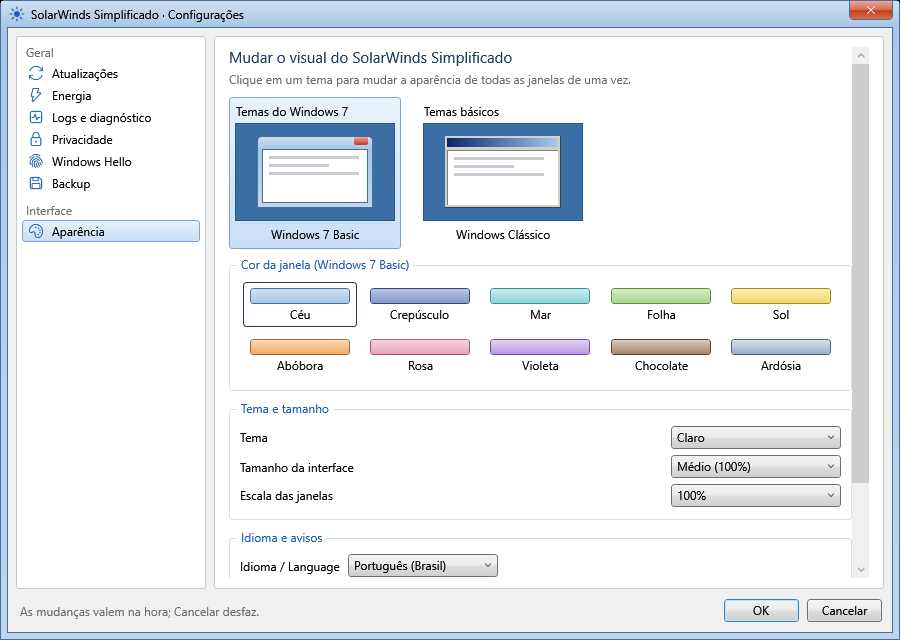 SolarWinds Simplificado · Configurações
Geral
Atualizações
Energia
Logs e diagnóstico
Privacidade
Windows Hello
Backup
Interface
Aparência
Mudar o visual do SolarWinds Simplificado
Clique em um tema para mudar a aparência de todas as janelas de uma vez.
Temas do Windows 7
Temas básicos
Windows 7 Basic
Windows Clássico
Cor da janela (Windows 7 Basic)
Céu
Crepúsculo
Mar
Folha
Sol
Abóbora
Rosa
Violeta
Chocolate
Ardósia
Tema e tamanho
Tema
Claro
Tamanho da interface
Médio (100%)
Escala das janelas
100%
Idioma e avisos
Idioma / Language
Português (Brasil)
As mudanças valem na hora; Cancelar desfaz.
OK
Cancelar